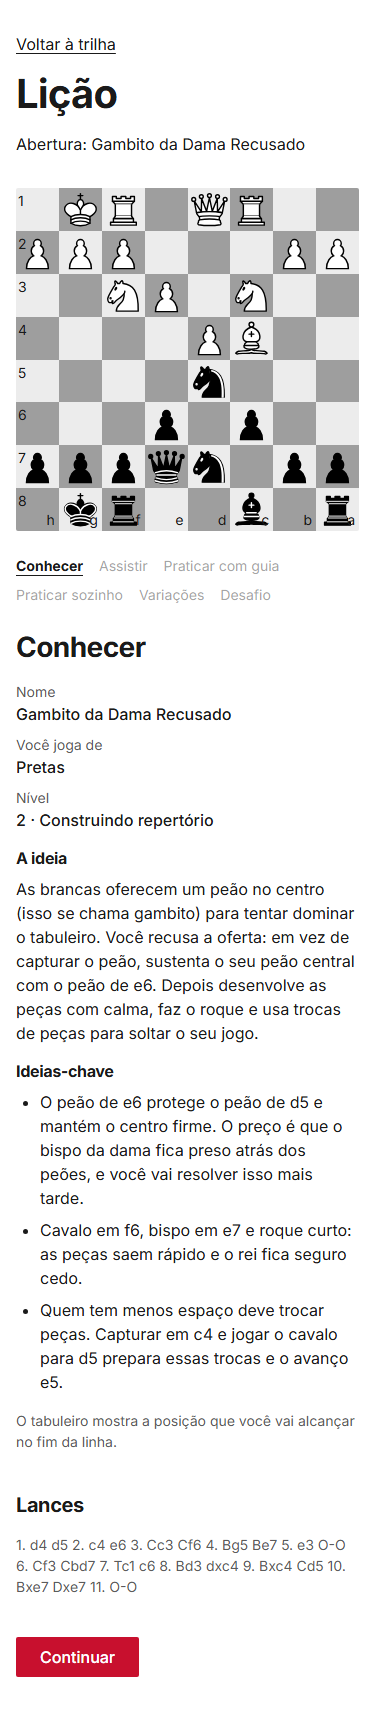 Voltar à trilha
Lição
Abertura: Gambito da Dama Recusado
1
2
3
4
5
6
7
8
h g f e d c b a
Conhecer Assistir Praticar com guia
Praticar sozinho Variações Desafio
Conhecer
Nome
Gambito da Dama Recusado
Você joga de
Pretas
Nível
2 · Construindo repertório
A ideia
As brancas oferecem um peão no centro
(isso se chama gambito) para tentar dominar
o tabuleiro. Você recusa a oferta: em vez de
capturar o peão, sustenta o seu peão central
com o peão de e6. Depois desenvolve as
peças com calma, faz o roque e usa trocas
de peças para soltar o seu jogo.
Ideias-chave
• O peão de e6 protege o peão de d5 e
mantém o centro firme. O preço é que o
bispo da dama fica preso atrás dos
peões, e você vai resolver isso mais
tarde.
• Cavalo em f6, bispo em e7 e roque curto:
as peças saem rápido e o rei fica seguro
cedo.
• Quem tem menos espaço deve trocar
peças. Capturar em c4 e jogar o cavalo
para d5 prepara essas trocas e o avanço
e5.
O tabuleiro mostra a posição que você vai alcançar
no fim da linha.
Lances
1. d4 d5 2. c4 e6 3. Cc3 Cf6 4. Bg5 Be7 5. e3 O-O
6. Cf3 Cbd7 7. Tc1 c6 8. Bd3 dxc4 9. Bxc4 Cd5 10.
Bxe7 Dxe7 11. O-O
Continuar